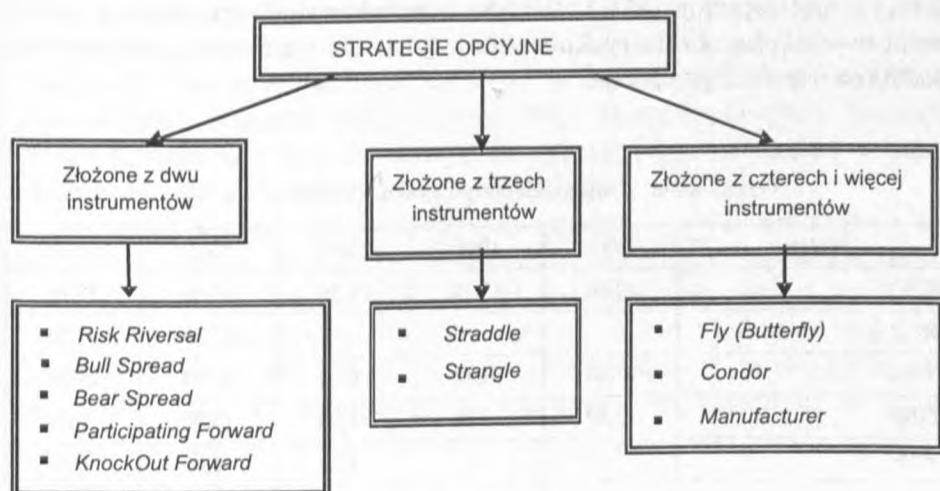 STRATEGIE OPCYJNE
Złożone z dwu
instrumentów
Złożone z trzech
instrumentów
Złożone z czterech i więcej
instrumentów
▪ Risk Riversal
▪ Bull Spread
▪ Bear Spread
▪ Participating Forward
▪ KnockOut Forward
▪ Straddle
▪ Strangle
▪ Fly (Butterfly)
▪ Condor
▪ Manufacturer